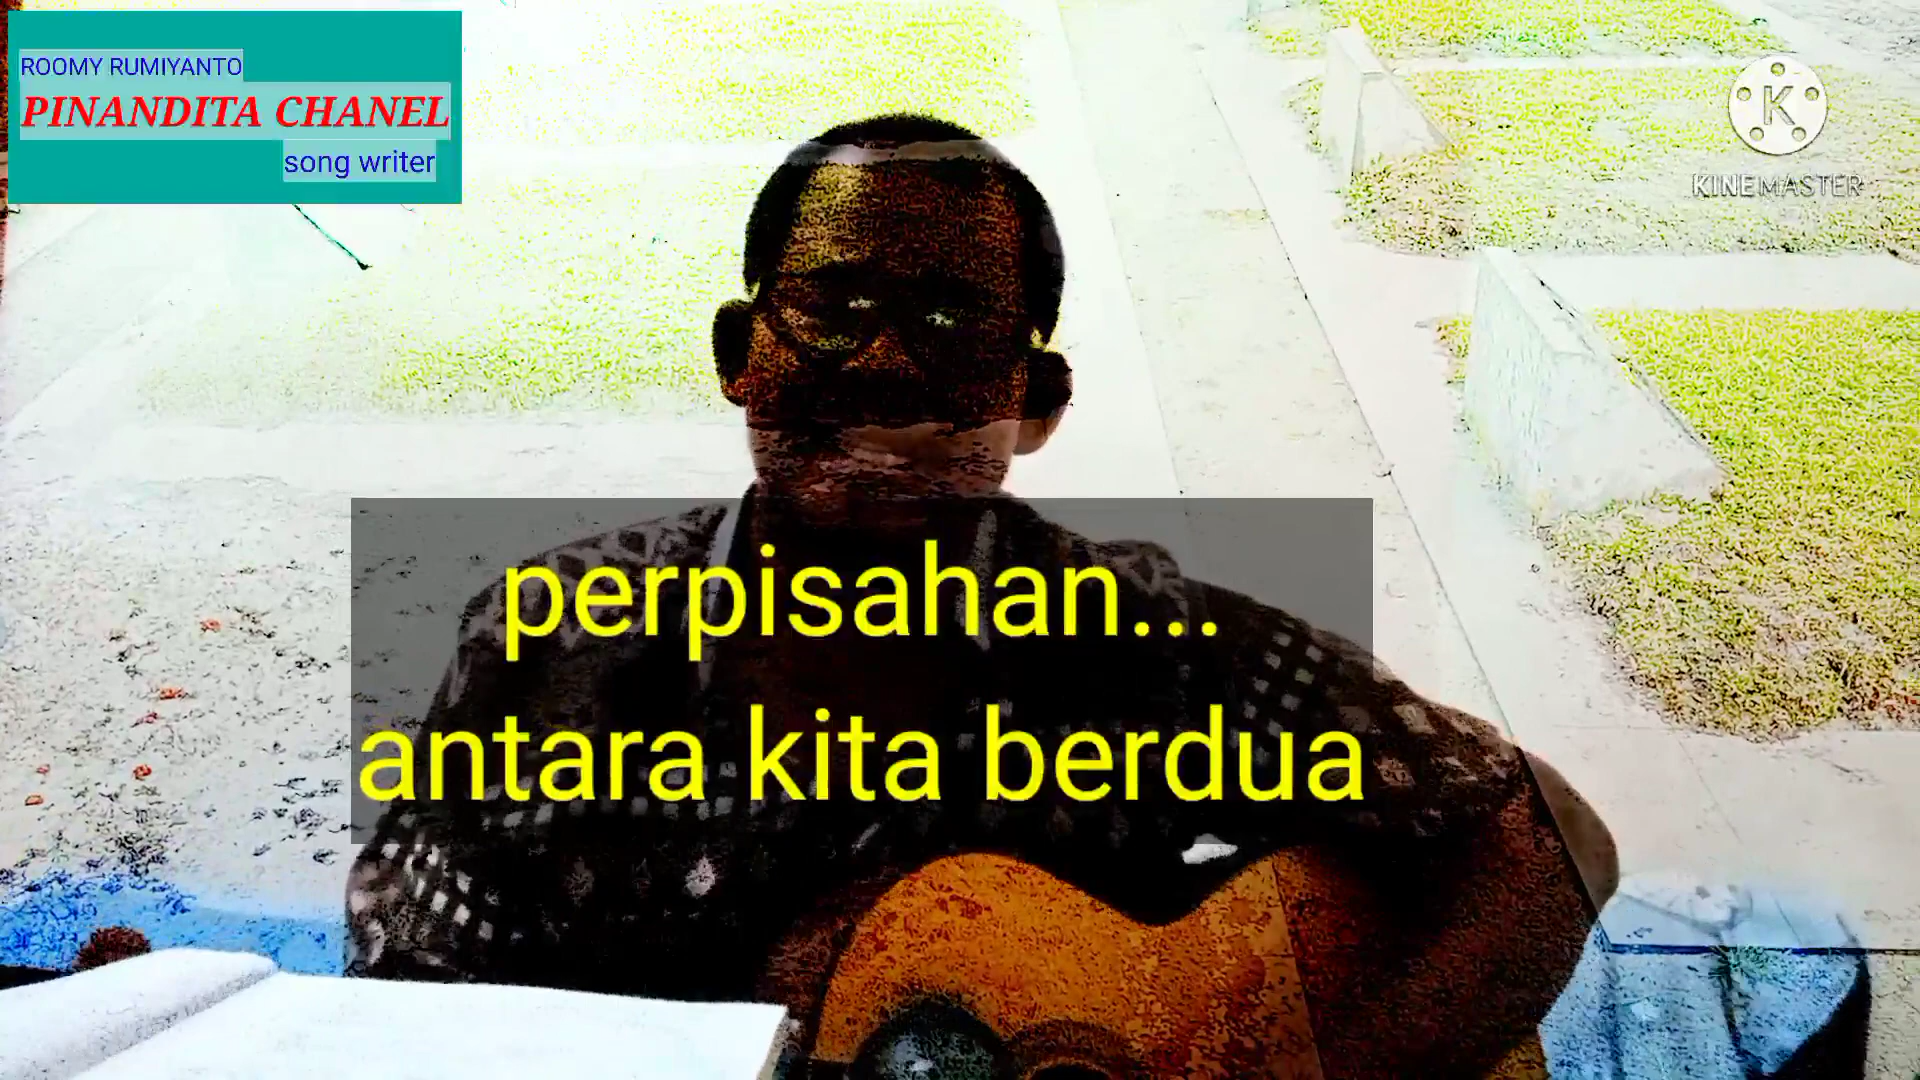 ROOMY RUMIYANTO
PINANDITA CHANEL
song writer
KINEMASTER
perpisahan...
antara kita berdua